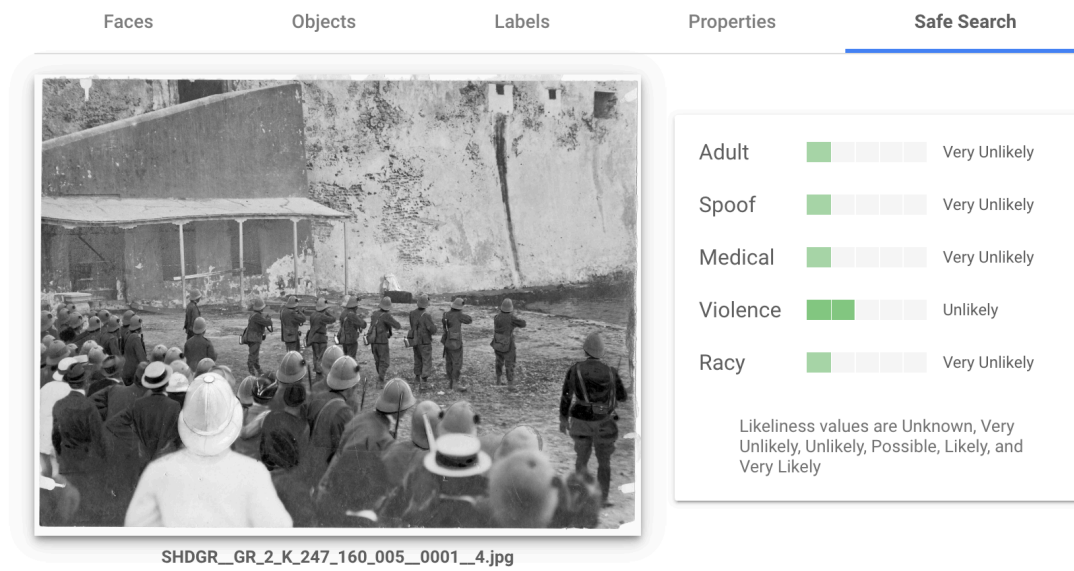 Faces
Objects
Labels
Properties
Safe Search
Adult
Very Unlikely
Spoof
Very Unlikely
Medical
Very Unlikely
Violence
Unlikely
Racy
Very Unlikely
Likeliness values are Unknown, Very
Unlikely, Unlikely, Possible, Likely, and
Very Likely
SHDGR__GR_2_K_247_160_005__0001__4.jpg